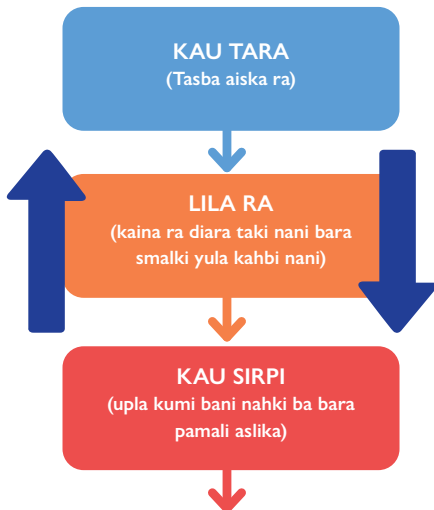 KAU TARA
(Tasba aiska ra)
LILA RA
(kaina ra diara taki nani bara
smalki yula kahbi nani)
KAU SIRPI
(upla kumi bani nahki ba bara
pamali aslika)